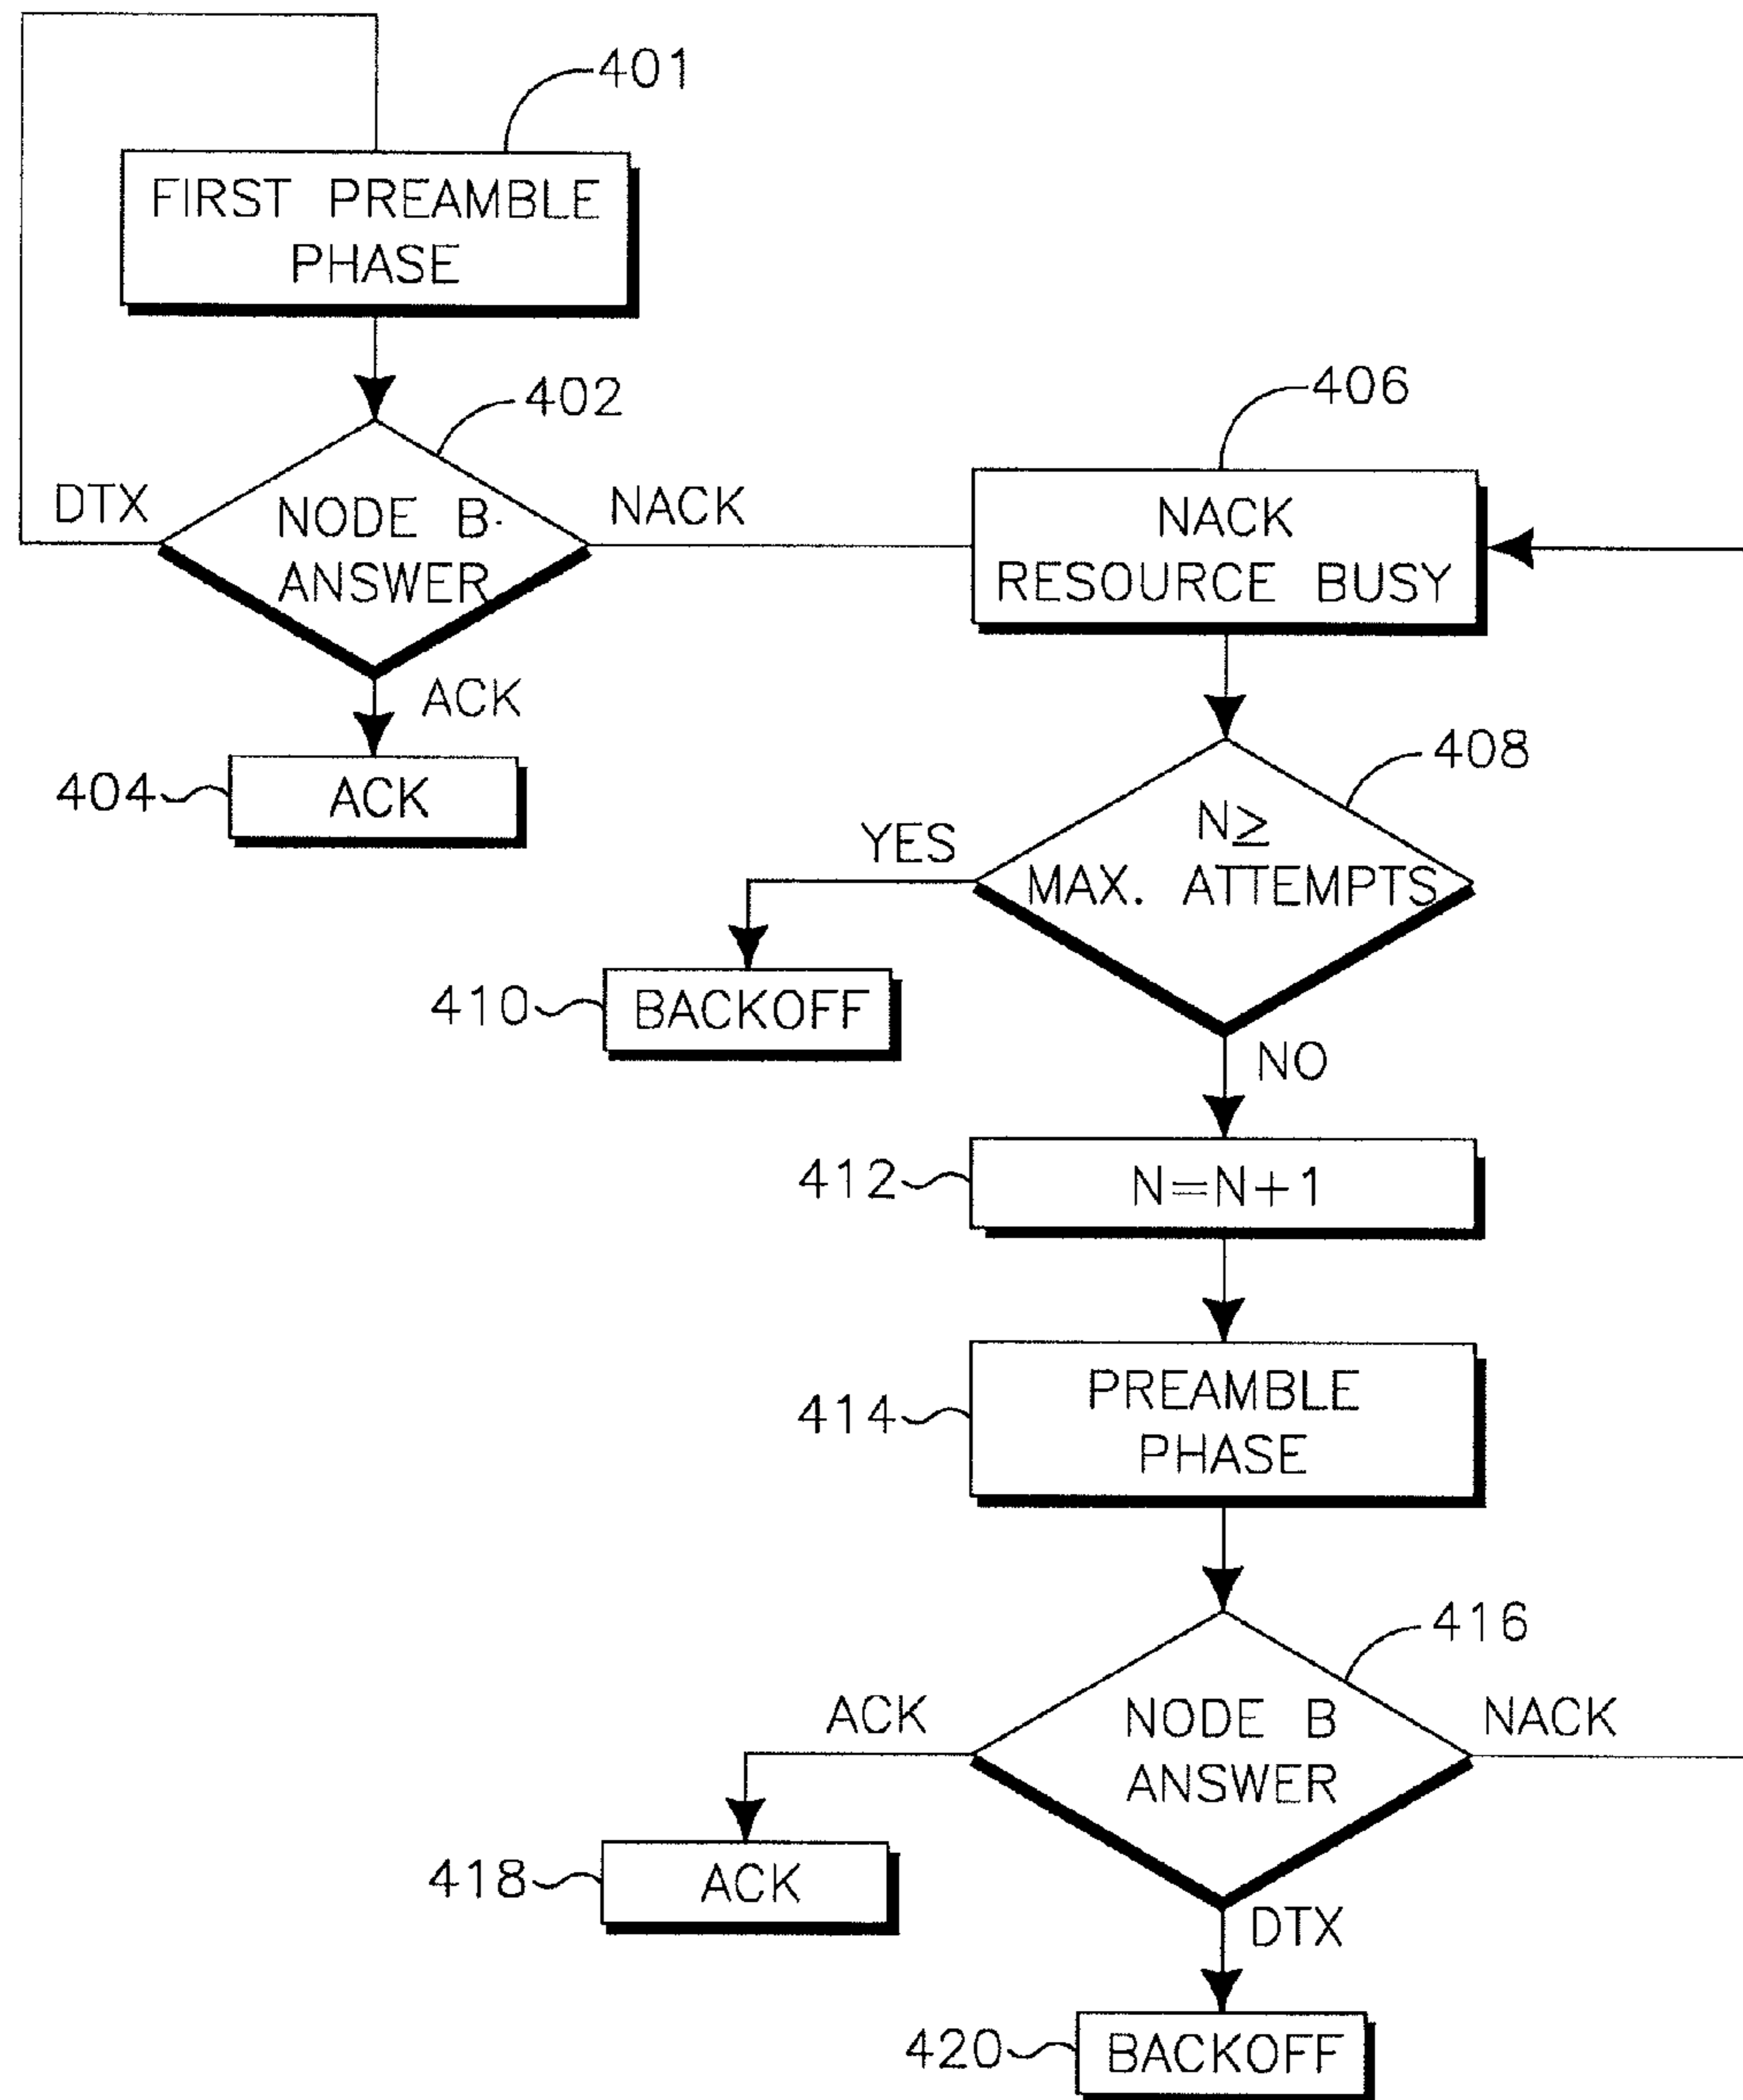 401
FIRST PREAMBLE
PHASE
402
DTX
NODE B
ANSWER
NACK
ACK
404
ACK
406
NACK
RESOURCE BUSY
408
N≥
MAX. ATTEMPTS
YES
410
BACKOFF
NO
412
N=N+1
414
PREAMBLE
PHASE
416
ACK
NODE B
ANSWER
NACK
418
ACK
DTX
420
BACKOFF